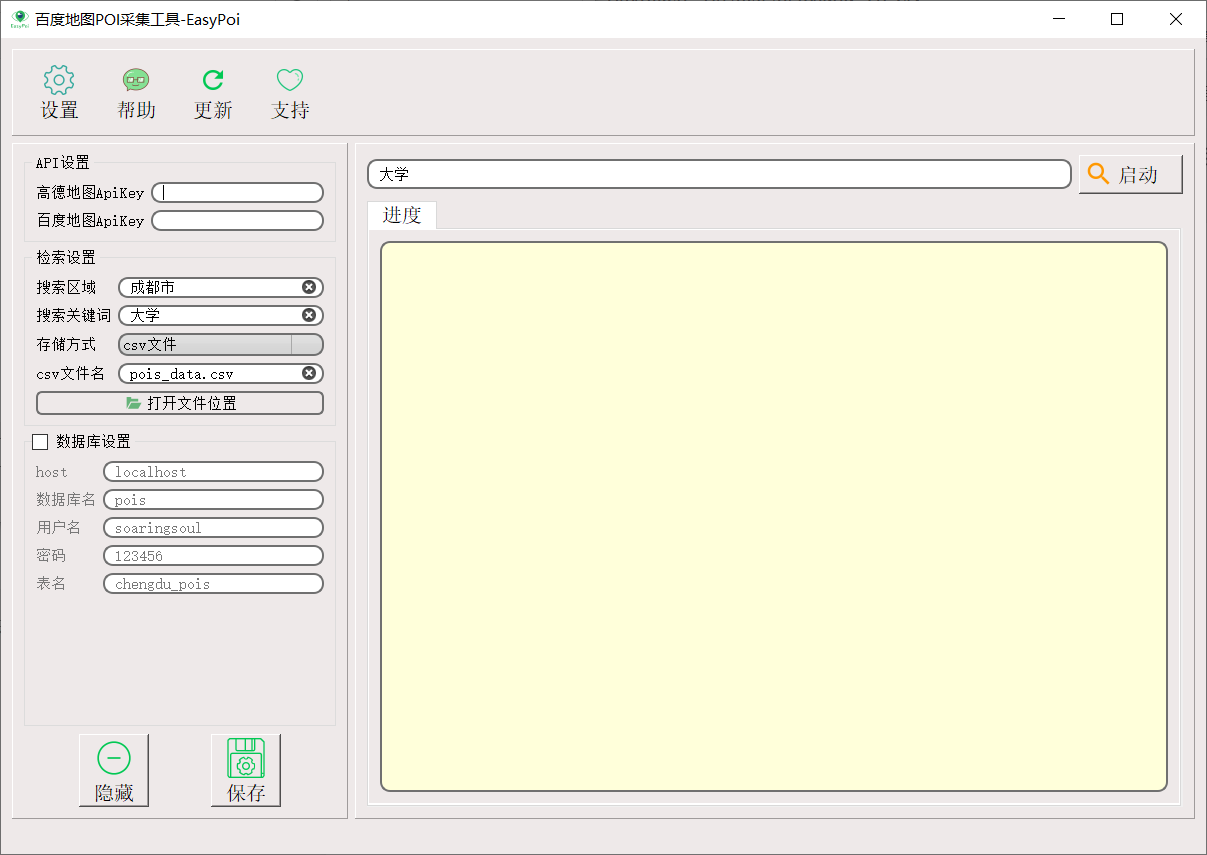 百度地图POI采集工具-EasyPoi
设置 帮助 更新 支持
API设置
高德地图ApiKey
百度地图ApiKey
检索设置
搜索区域 成都市
搜索关键词 大学
存储方式 csv文件
csv文件名 pois_data.csv
打开文件位置
数据库设置
host localhost
数据库名 pois
用户名 soaringsoul
密码 123456
表名 chengdu_pois
隐藏 保存
大学 启动
进度